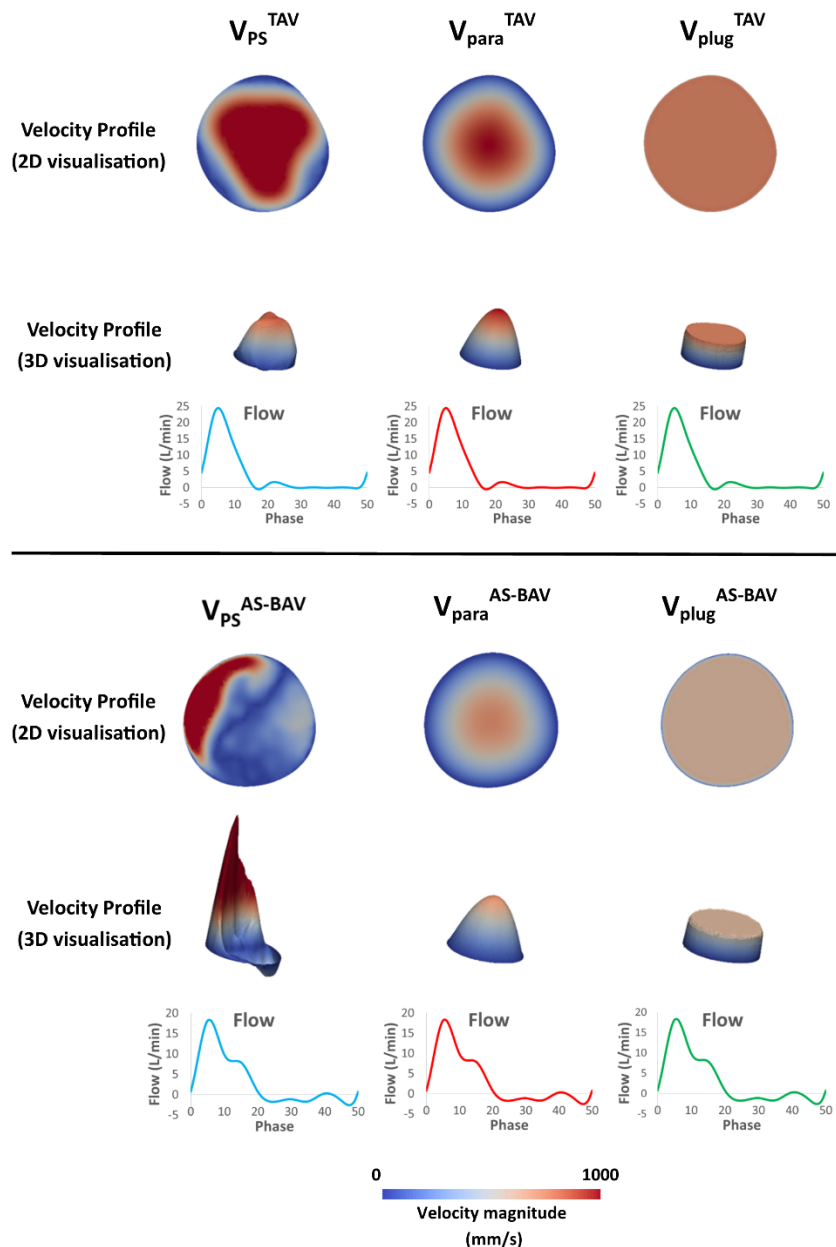 V_PS^TAV V_para^TAV V_plug^TAV
Velocity Profile
(2D visualisation)
Velocity Profile
(3D visualisation)
Flow Flow Flow
Flow (L/min) Flow (L/min) Flow (L/min)
25 25 25
20 20 20
15 15 15
10 10 10
5 5 5
0 0 0
-5 -5 -5
0 10 20 30 40 50 0 10 20 30 40 50 0 10 20 30 40 50
Phase Phase Phase
V_PS^AS-BAV V_para^AS-BAV V_plug^AS-BAV
Velocity Profile
(2D visualisation)
Velocity Profile
(3D visualisation)
Flow Flow Flow
Flow (L/min) Flow (L/min) Flow (L/min)
20 20 20
15 15 15
10 10 10
5 5 5
0 0 0
-5 -5 -5
0 10 20 30 40 50 0 10 20 30 40 50 0 10 20 30 40 50
Phase Phase Phase
0 1000
Velocity magnitude
(mm/s)